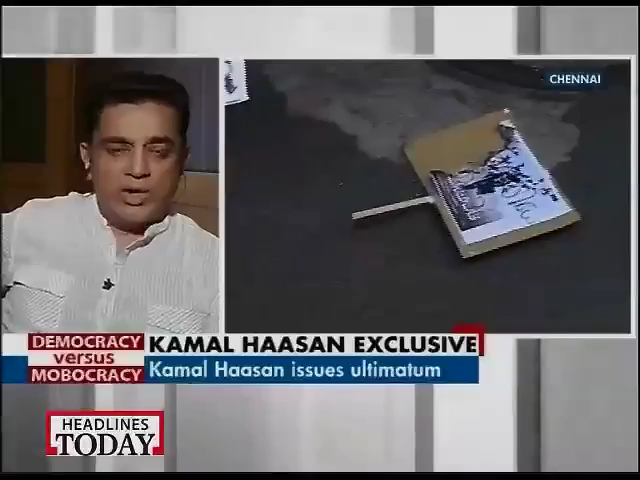 CHENNAI
DEMOCRACY
versus
MOBOCRACY
KAMAL HAASAN EXCLUSIVE
Kamal Haasan issues ultimatum
HEADLINES
TODAY